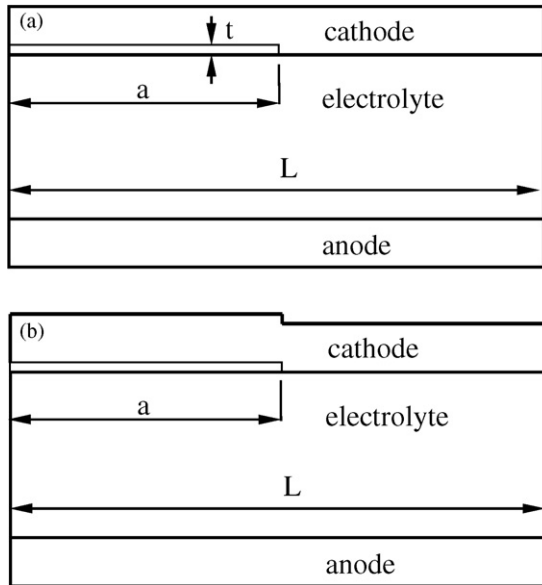 (a)
t
cathode
a
electrolyte
L
anode
(b)
cathode
a
electrolyte
L
anode